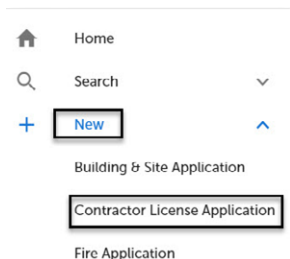 Home
Search
New
Building & Site Application
Contractor License Application
Fire Application